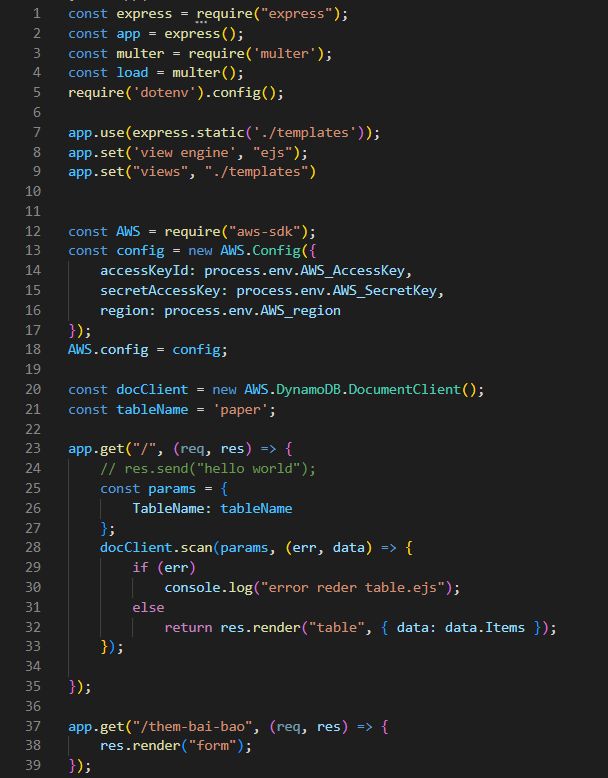 1 const express = require("express");
2 const app = express();
3 const multer = require('multer');
4 const load = multer();
5 require('dotenv').config();
6
7 app.use(express.static('./templates'));
8 app.set('view engine', "ejs");
9 app.set("views", "./templates")
10
11
12 const AWS = require("aws-sdk");
13 const config = new AWS.Config({
14     accessKeyId: process.env.AWS_AccessKey,
15     secretAccessKey: process.env.AWS_SecretKey,
16     region: process.env.AWS_region
17 });
18 AWS.config = config;
19
20 const docClient = new AWS.DynamoDB.DocumentClient();
21 const tableName = 'paper';
22
23 app.get("/", (req, res) => {
24     // res.send("hello world");
25     const params = {
26         TableName: tableName
27     };
28     docClient.scan(params, (err, data) => {
29         if (err)
30             console.log("error reder table.ejs");
31         else
32             return res.render("table", { data: data.Items });
33     });
34
35 });
36
37 app.get("/them-bai-bao", (req, res) => {
38     res.render("form");
39 });